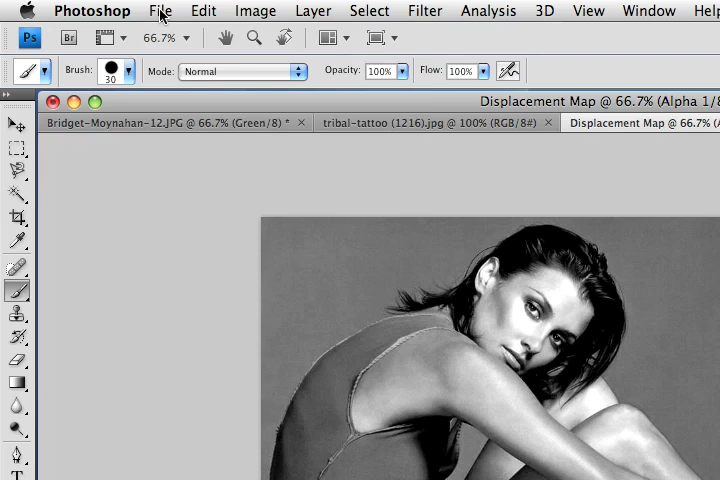 Photoshop File Edit Image Layer Select Filter Analysis 3D View Window Help
Ps Br 66.7%
Brush: 30 Mode: Normal Opacity: 100% Flow: 100%
Displacement Map @ 66.7% (Alpha 1/8
Bridget-Moynahan-12.JPG @ 66.7% (Green/8) * tribal-tattoo (1216).jpg @ 100% (RGB/8#) Displacement Map @ 66.7% (A
T